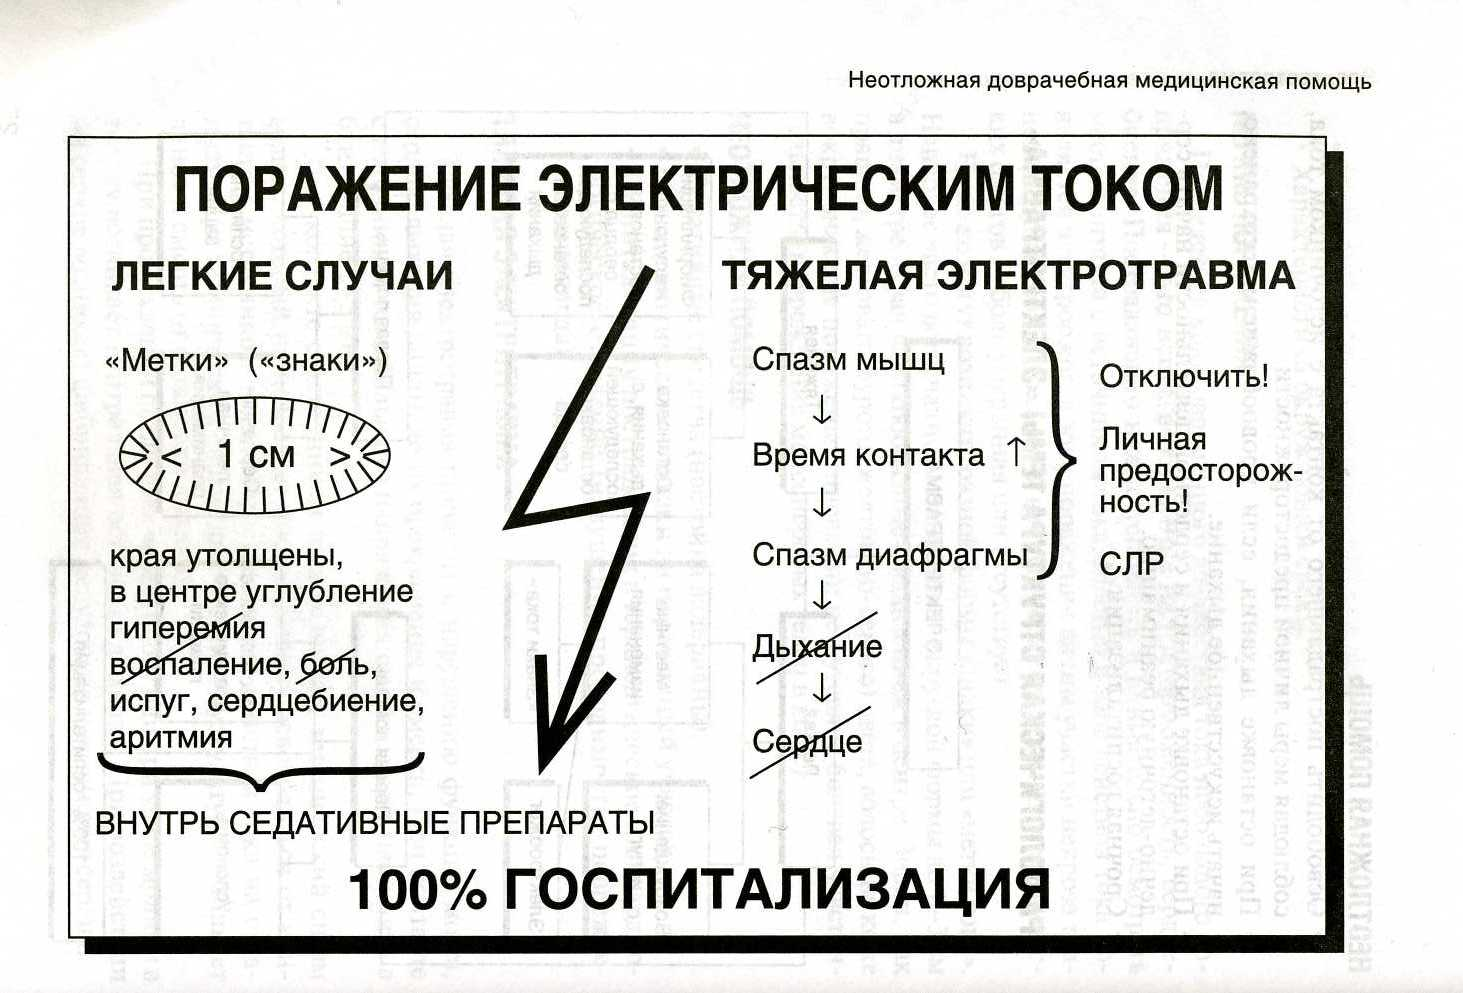 Неотложная доврачебная медицинская помощь
ПОРАЖЕНИЕ ЭЛЕКТРИЧЕСКИМ ТОКОМ
ЛЕГКИЕ СЛУЧАИ
«Метки» («знаки»)
< 1 см >
края утолщены,
в центре углубление
гиперемия
воспаление, боль,
испуг, сердцебиение,
аритмия
ВНУТРЬ СЕДАТИВНЫЕ ПРЕПАРАТЫ
ТЯЖЕЛАЯ ЭЛЕКТРОТРАВМА
Спазм мышц
↓
Время контакта ↑
↓
Спазм диафрагмы
↓
Дыхание
↓
Сердце
Отключить!
Личная
предосторож-
ность!
СЛР
100% ГОСПИТАЛИЗАЦИЯ